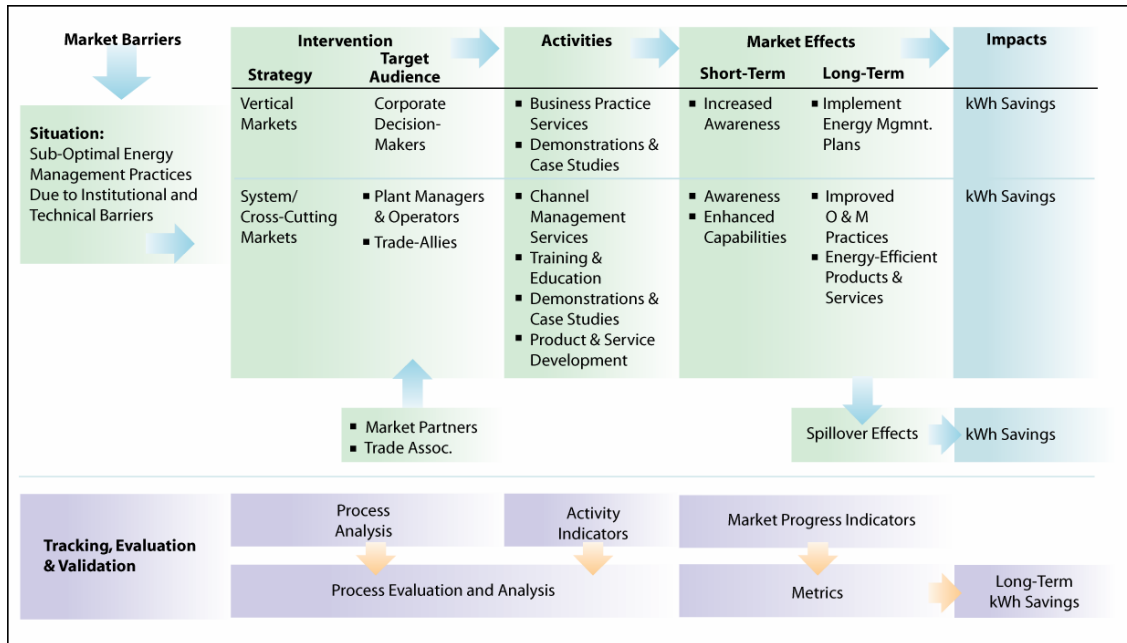 Market Barriers
Situation:
Sub-Optimal Energy
Management Practices
Due to Institutional and
Technical Barriers
Intervention
Strategy
Target
Audience
Activities
Market Effects
Short-Term
Long-Term
Impacts
Vertical
Markets
Corporate
Decision-
Makers
▪ Business Practice
Services
▪ Demonstrations &
Case Studies
▪ Increased
Awareness
▪ Implement
Energy Mgmnt.
Plans
kWh Savings
System/
Cross-Cutting
Markets
▪ Plant Managers
& Operators
▪ Trade-Allies
▪ Channel
Management
Services
▪ Training &
Education
▪ Demonstrations &
Case Studies
▪ Product & Service
Development
▪ Awareness
▪ Enhanced
Capabilities
▪ Improved
O & M
Practices
▪ Energy-Efficient
Products &
Services
kWh Savings
▪ Market Partners
▪ Trade Assoc.
Spillover Effects
kWh Savings
Tracking, Evaluation
& Validation
Process
Analysis
Activity
Indicators
Market Progress Indicators
Process Evaluation and Analysis
Metrics
Long-Term
kWh Savings